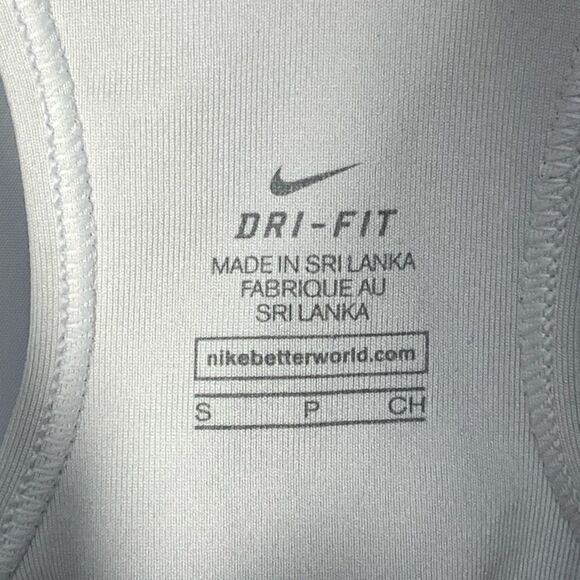 DRI-FIT
MADE IN SRI LANKA
FABRIQUE AU
SRI LANKA
nikebetterworld.com
S P CH